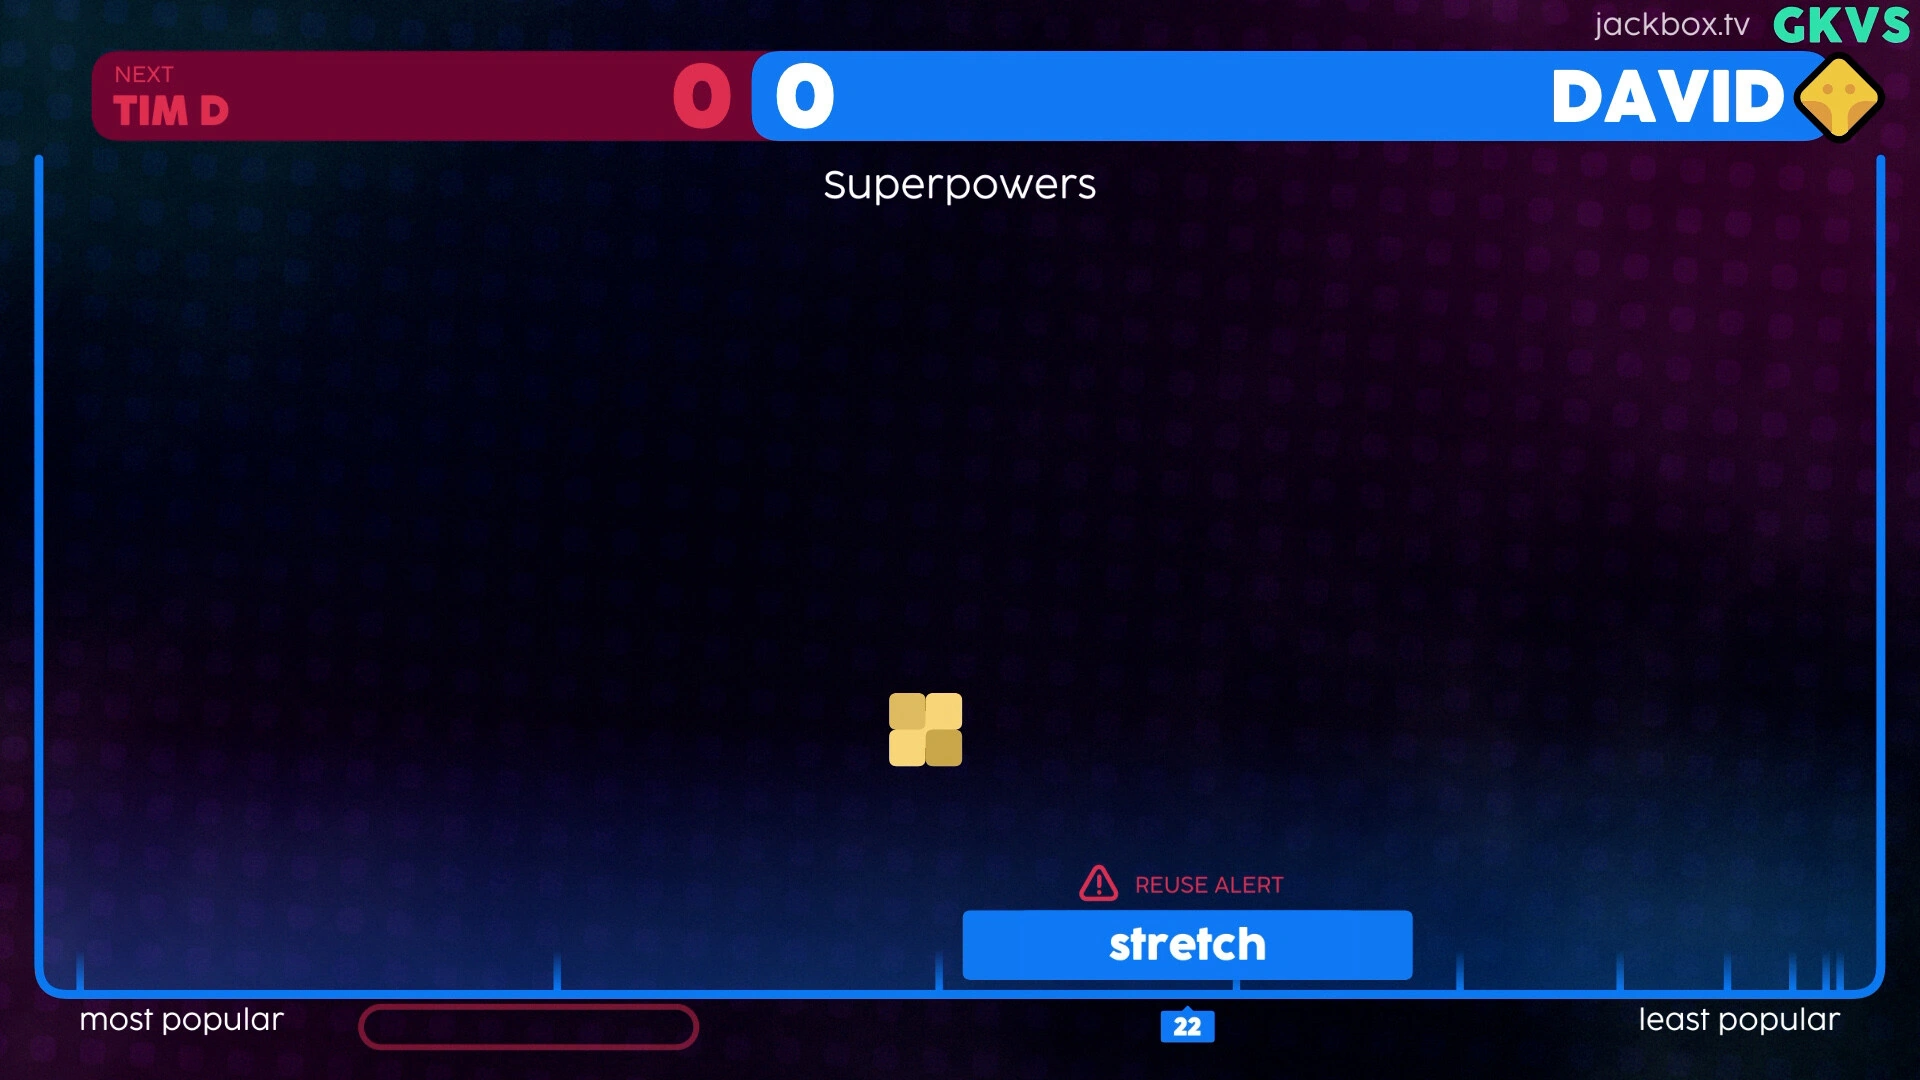 jackbox.tv GKVS
NEXT
TIM D
0
0
DAVID
Superpowers
REUSE ALERT
stretch
most popular
22
least popular